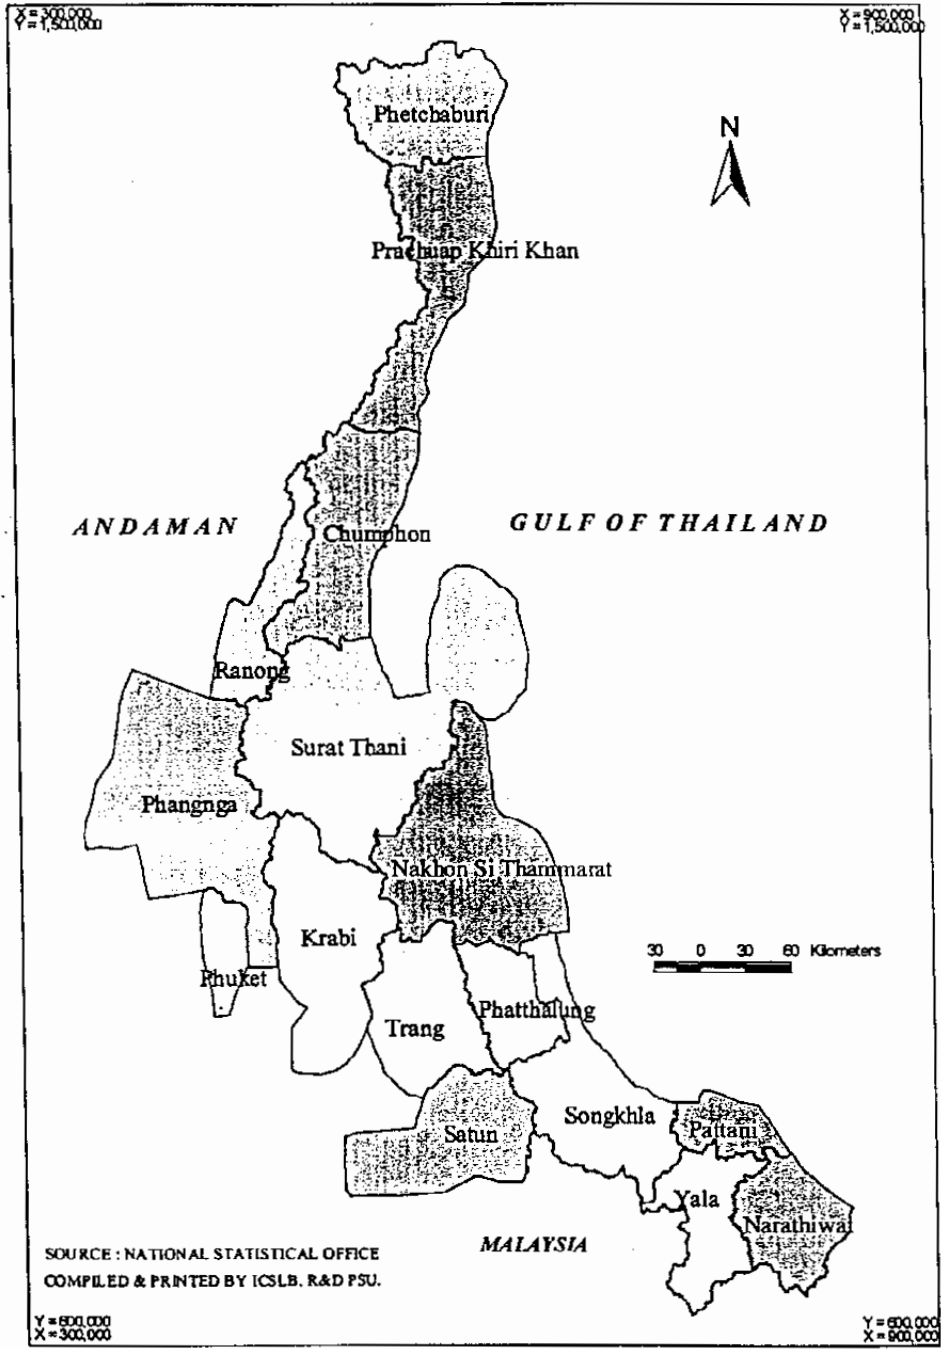 X = 300,000
Y = 1,500,000
X = 900,000
Y = 1,500,000
Phetchaburi
N
Prachuap Khiri Khan
ANDAMAN
GULF OF THAILAND
Chumphon
Ranong
Surat Thani
Phangnga
Nakhon Si Thammarat
Krabi
30 0 30 60 Kilometers
Phuket
Phatthalung
Trang
Songkhla
Satun
Pattani
Yala
Narathiwat
MALAYSIA
SOURCE : NATIONAL STATISTICAL OFFICE
COMPILED & PRINTED BY ICSLB. R&D PSU.
Y = 600,000
X = 300,000
Y = 600,000
X = 900,000